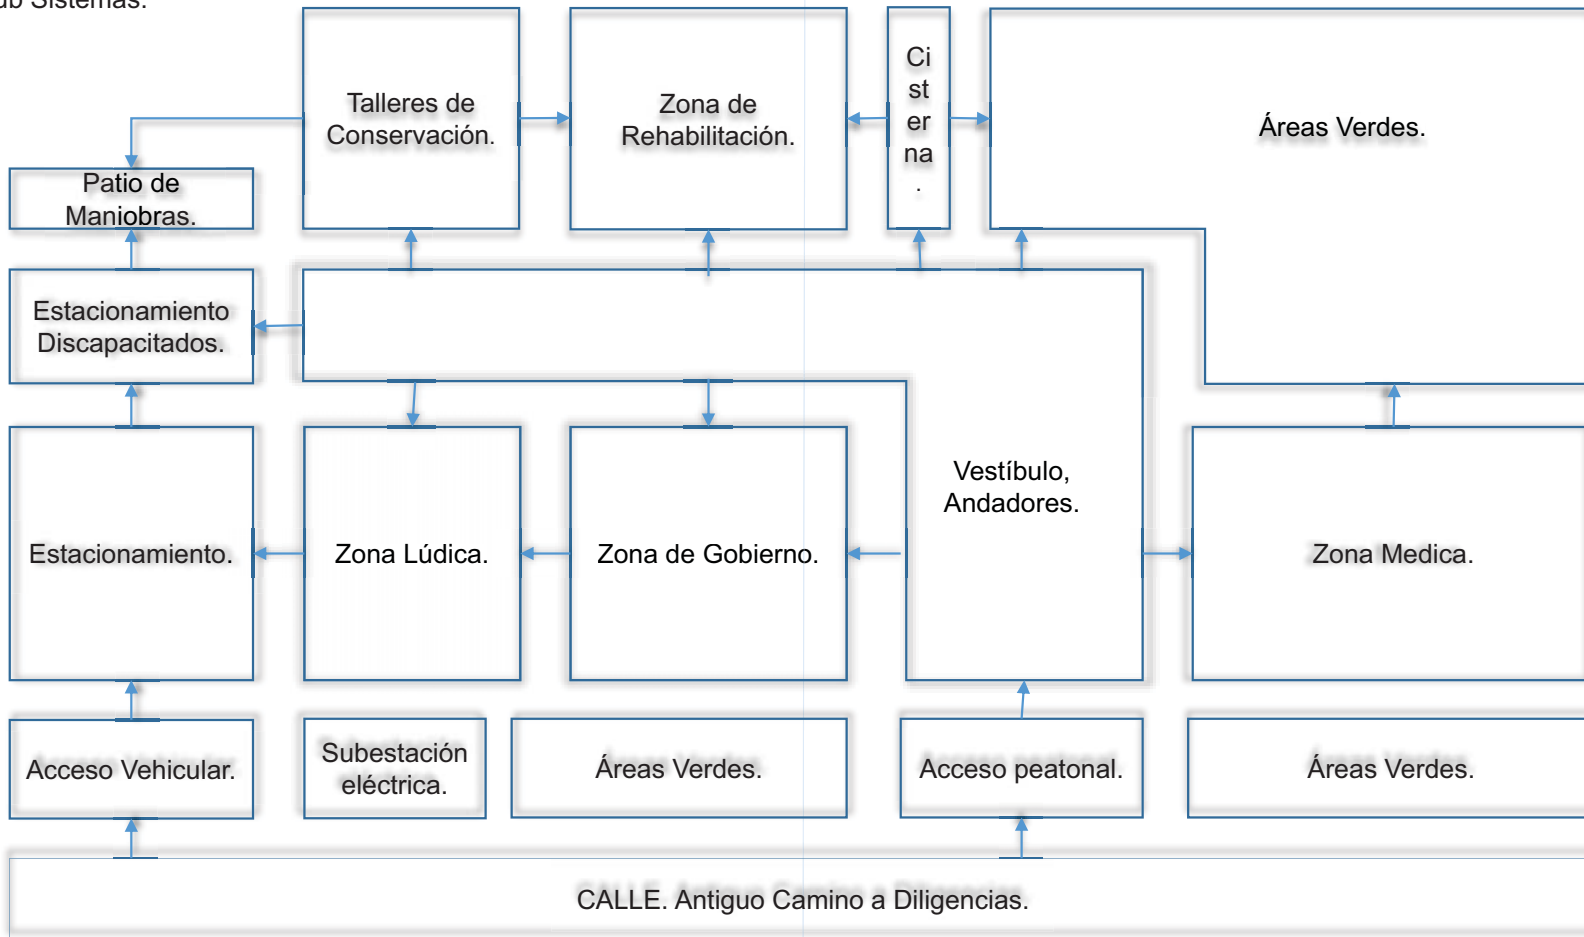 Sistemas.
Talleres de
Conservación.
Zona de
Rehabilitación.
Ci
st
er
na
.
Áreas Verdes.
Patio de
Maniobras.
Estacionamiento
Discapacitados.
Vestíbulo,
Andadores.
Estacionamiento.
Zona Lúdica.
Zona de Gobierno.
Zona Medica.
Acceso Vehicular.
Subestación
eléctrica.
Áreas Verdes.
Acceso peatonal.
Áreas Verdes.
CALLE. Antiguo Camino a Diligencias.